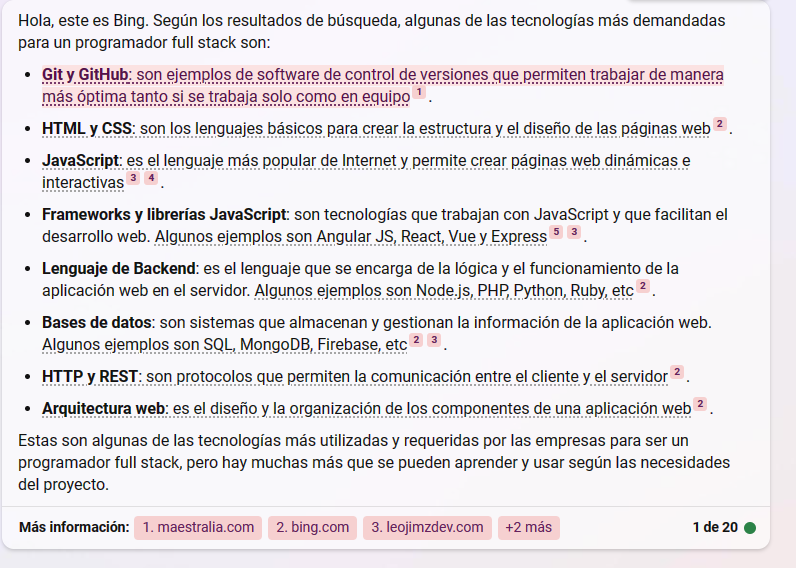 Hola, este es Bing. Según los resultados de búsqueda, algunas de las tecnologías más demandadas
para un programador full stack son:
• Git y GitHub: son ejemplos de software de control de versiones que permiten trabajar de manera
más óptima tanto si se trabaja solo como en equipo 1 .
• HTML y CSS: son los lenguajes básicos para crear la estructura y el diseño de las páginas web 2 .
• JavaScript: es el lenguaje más popular de Internet y permite crear páginas web dinámicas e
interactivas 3 4 .
• Frameworks y librerías JavaScript: son tecnologías que trabajan con JavaScript y que facilitan el
desarrollo web. Algunos ejemplos son Angular JS, React, Vue y Express 5 3 .
• Lenguaje de Backend: es el lenguaje que se encarga de la lógica y el funcionamiento de la
aplicación web en el servidor. Algunos ejemplos son Node.js, PHP, Python, Ruby, etc 2 .
• Bases de datos: son sistemas que almacenan y gestionan la información de la aplicación web.
Algunos ejemplos son SQL, MongoDB, Firebase, etc 2 3 .
• HTTP y REST: son protocolos que permiten la comunicación entre el cliente y el servidor 2 .
• Arquitectura web: es el diseño y la organización de los componentes de una aplicación web 2 .
Estas son algunas de las tecnologías más utilizadas y requeridas por las empresas para ser un
programador full stack, pero hay muchas más que se pueden aprender y usar según las necesidades
del proyecto.
Más información: 1. maestralia.com 2. bing.com 3. leojimzdev.com +2 más 1 de 20